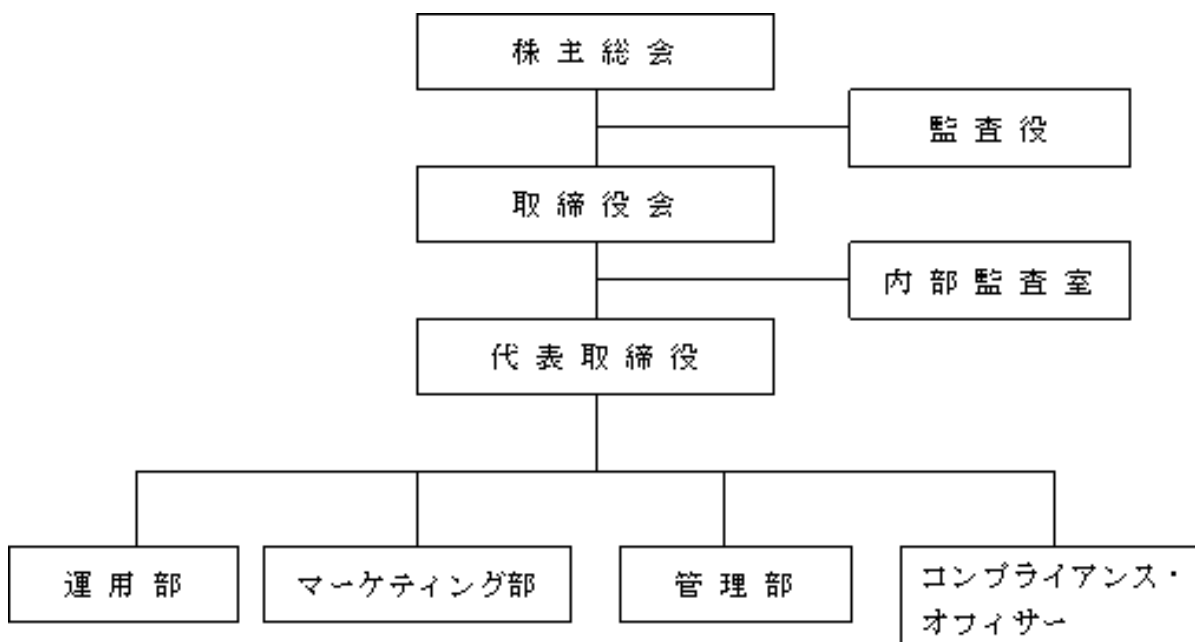 株主総会
監査役
取締役会
内部監査室
代表取締役
運用部
マーケティング部
管理部
コンプライアンス・
オフィサー